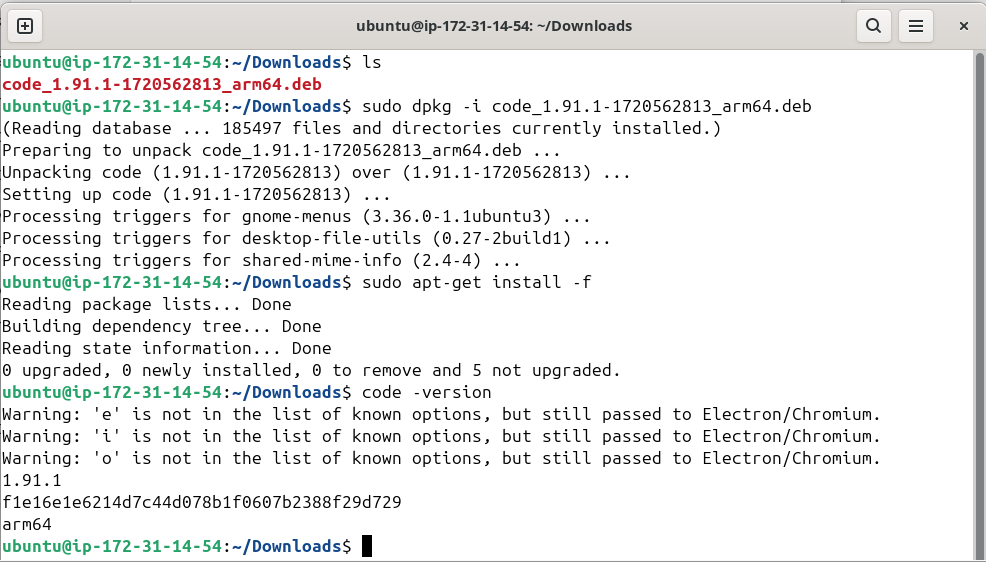 ubuntu@ip-172-31-14-54: ~/Downloads
ubuntu@ip-172-31-14-54:~/Downloads$ ls
code_1.91.1-1720562813_arm64.deb
ubuntu@ip-172-31-14-54:~/Downloads$ sudo dpkg -i code_1.91.1-1720562813_arm64.deb
(Reading database ... 185497 files and directories currently installed.)
Preparing to unpack code_1.91.1-1720562813_arm64.deb ...
Unpacking code (1.91.1-1720562813) over (1.91.1-1720562813) ...
Setting up code (1.91.1-1720562813) ...
Processing triggers for gnome-menus (3.36.0-1.1ubuntu3) ...
Processing triggers for desktop-file-utils (0.27-2build1) ...
Processing triggers for shared-mime-info (2.4-4) ...
ubuntu@ip-172-31-14-54:~/Downloads$ sudo apt-get install -f
Reading package lists... Done
Building dependency tree... Done
Reading state information... Done
0 upgraded, 0 newly installed, 0 to remove and 5 not upgraded.
ubuntu@ip-172-31-14-54:~/Downloads$ code -version
Warning: 'e' is not in the list of known options, but still passed to Electron/Chromium.
Warning: 'i' is not in the list of known options, but still passed to Electron/Chromium.
Warning: 'o' is not in the list of known options, but still passed to Electron/Chromium.
1.91.1
f1e16e1e6214d7c44d078b1f0607b2388f29d729
arm64
ubuntu@ip-172-31-14-54:~/Downloads$